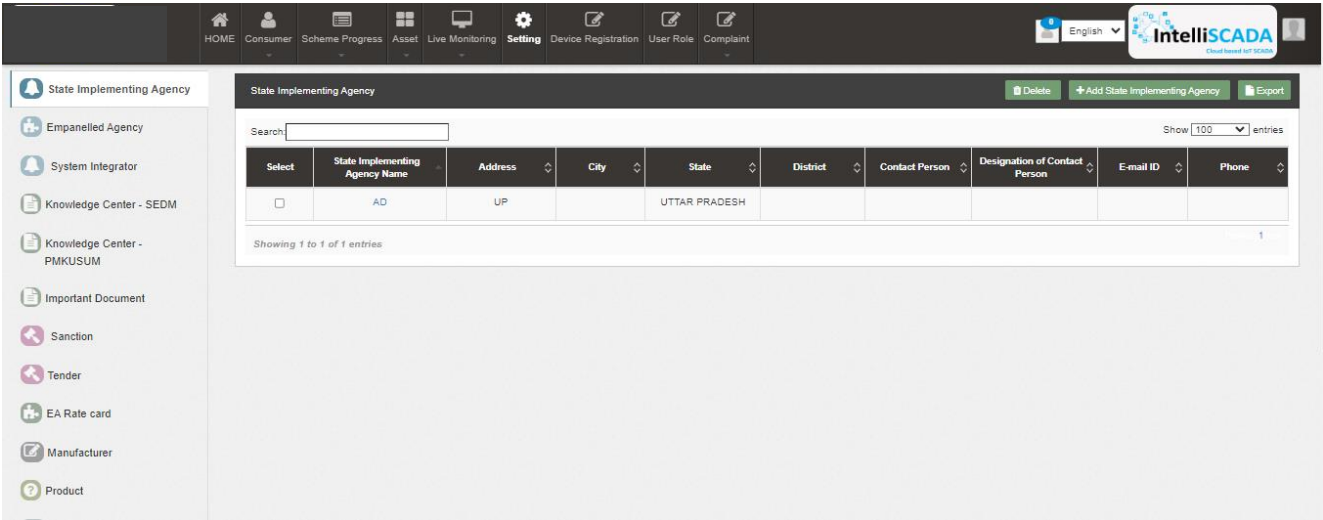 HOME Consumer Scheme Progress Asset Live Monitoring Setting Device Registration User Role Complaint
0
English
IntelliSCADA
Cloud based IoT SCADA
State Implementing Agency
Empanelled Agency
System Integrator
Knowledge Center - SEDM
Knowledge Center -
PMKUSUM
Important Document
Sanction
Tender
EA Rate card
Manufacturer
Product
State Implementing Agency
Delete
+Add State Implementing Agency
Export
Search:
Show 100 entries
Select
State Implementing
Agency Name
Address
City
State
District
Contact Person
Designation of Contact
Person
E-mail ID
Phone
AD UP UTTAR PRADESH
Showing 1 to 1 of 1 entries
1